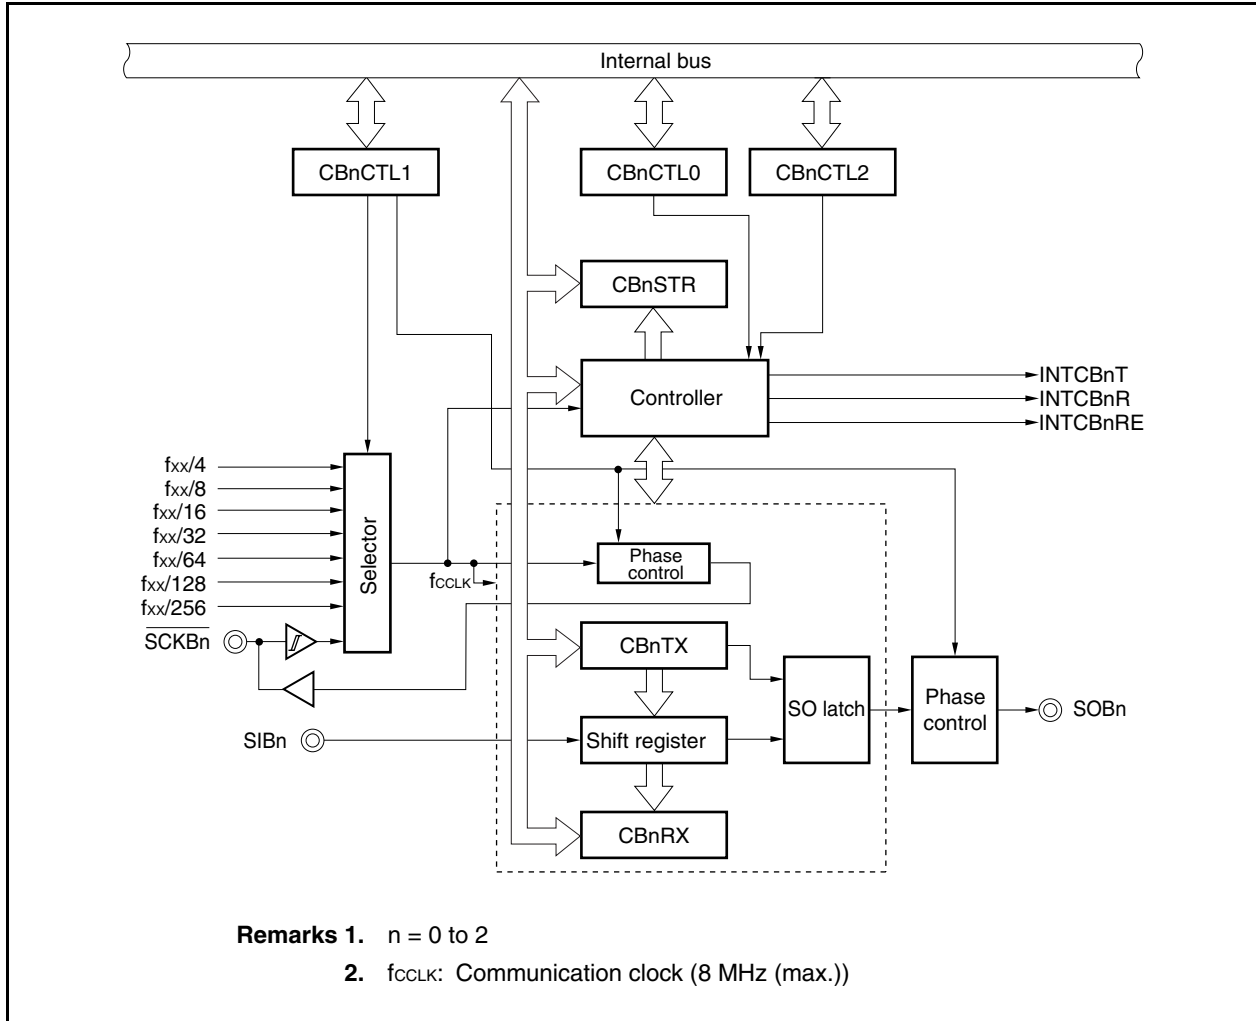 Internal bus
CBnCTL1
CBnCTL0
CBnCTL2
CBnSTR
Controller
INTCBnT
INTCBnR
INTCBnRE
fxx/4
fxx/8
fxx/16
fxx/32
fxx/64
fxx/128
fxx/256
SCKBn
Selector
fCCLK
Phase
control
CBnTX
SO latch
Phase
control
SOBn
SIBn
Shift register
CBnRX
Remarks 1. n = 0 to 2
2. fCCLK: Communication clock (8 MHz (max.))